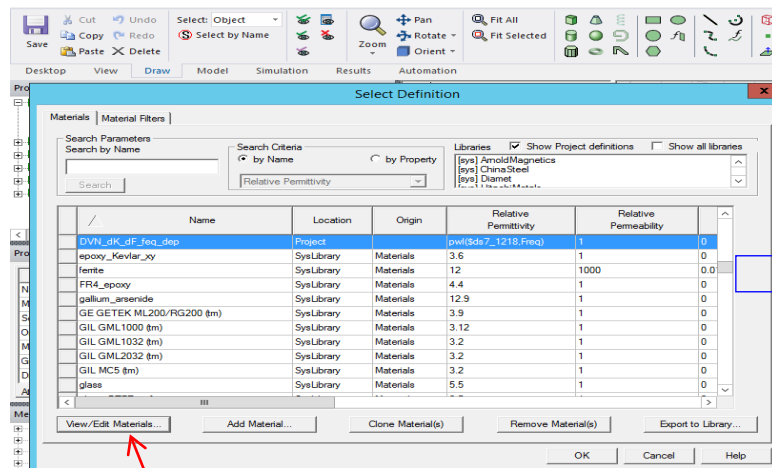 Save
Cut Undo Select: Object
Copy Redo Select by Name
Paste Delete
Zoom
Pan
Rotate
Orient
Fit All
Fit Selected
Desktop View Draw Model Simulation Results Automation
Select Definition
Materials Material Filters
Search Parameters
Search by Name
Search
Search Criteria
by Name by Property
Relative Permittivity
Libraries Show Project definitions Show all libraries
[sys] ArnoldMagnetics
[sys] ChinaSteel
[sys] Diamet
[sys] HitachiMetals
Name Location Origin Relative Permittivity Relative Permeability
DVN_dK_dF_feq_dep Project pwl($ds7_1218,Freq) 1 0
epoxy_Kevlar_xy SysLibrary Materials 3.6 1 0
ferrite SysLibrary Materials 12 1000 0.0
FR4_epoxy SysLibrary Materials 4.4 1 0
gallium_arsenide SysLibrary Materials 12.9 1 0
GE GETEK ML200/RG200 (tm) SysLibrary Materials 3.9 1 0
GIL GML1000 (tm) SysLibrary Materials 3.12 1 0
GIL GML1032 (tm) SysLibrary Materials 3.2 1 0
GIL GML2032 (tm) SysLibrary Materials 3.2 1 0
GIL MC5 (tm) SysLibrary Materials 3.2 1 0
glass SysLibrary Materials 5.5 1 0
View/Edit Materials... Add Material... Clone Material(s) Remove Material(s) Export to Library...
OK Cancel Help